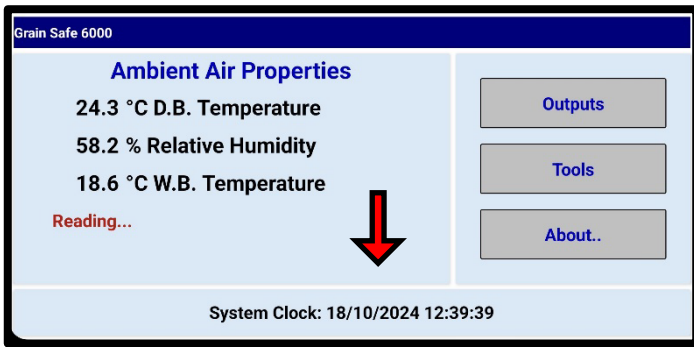 Grain Safe 6000
Ambient Air Properties
24.3 °C D.B. Temperature
58.2 % Relative Humidity
18.6 °C W.B. Temperature
Reading...
Outputs
Tools
About..
System Clock: 18/10/2024 12:39:39